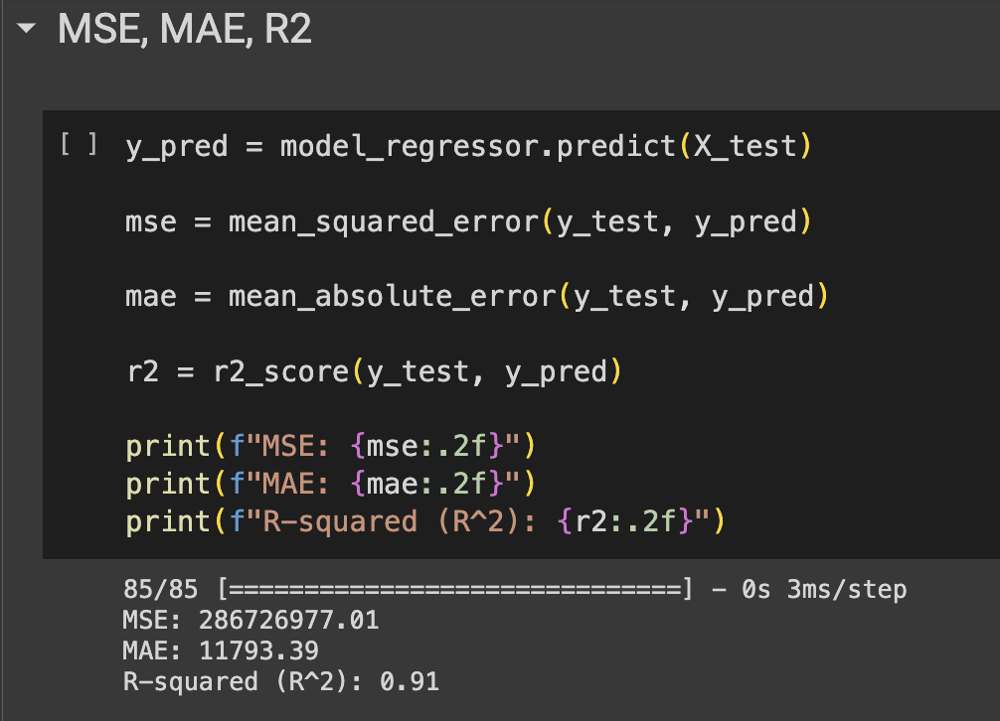 MSE, MAE, R2
[ ] y_pred = model_regressor.predict(X_test)
mse = mean_squared_error(y_test, y_pred)
mae = mean_absolute_error(y_test, y_pred)
r2 = r2_score(y_test, y_pred)
print(f"MSE: {mse:.2f}")
print(f"MAE: {mae:.2f}")
print(f"R-squared (R^2): {r2:.2f}")
85/85 [==============================] - 0s 3ms/step
MSE: 286726977.01
MAE: 11793.39
R-squared (R^2): 0.91